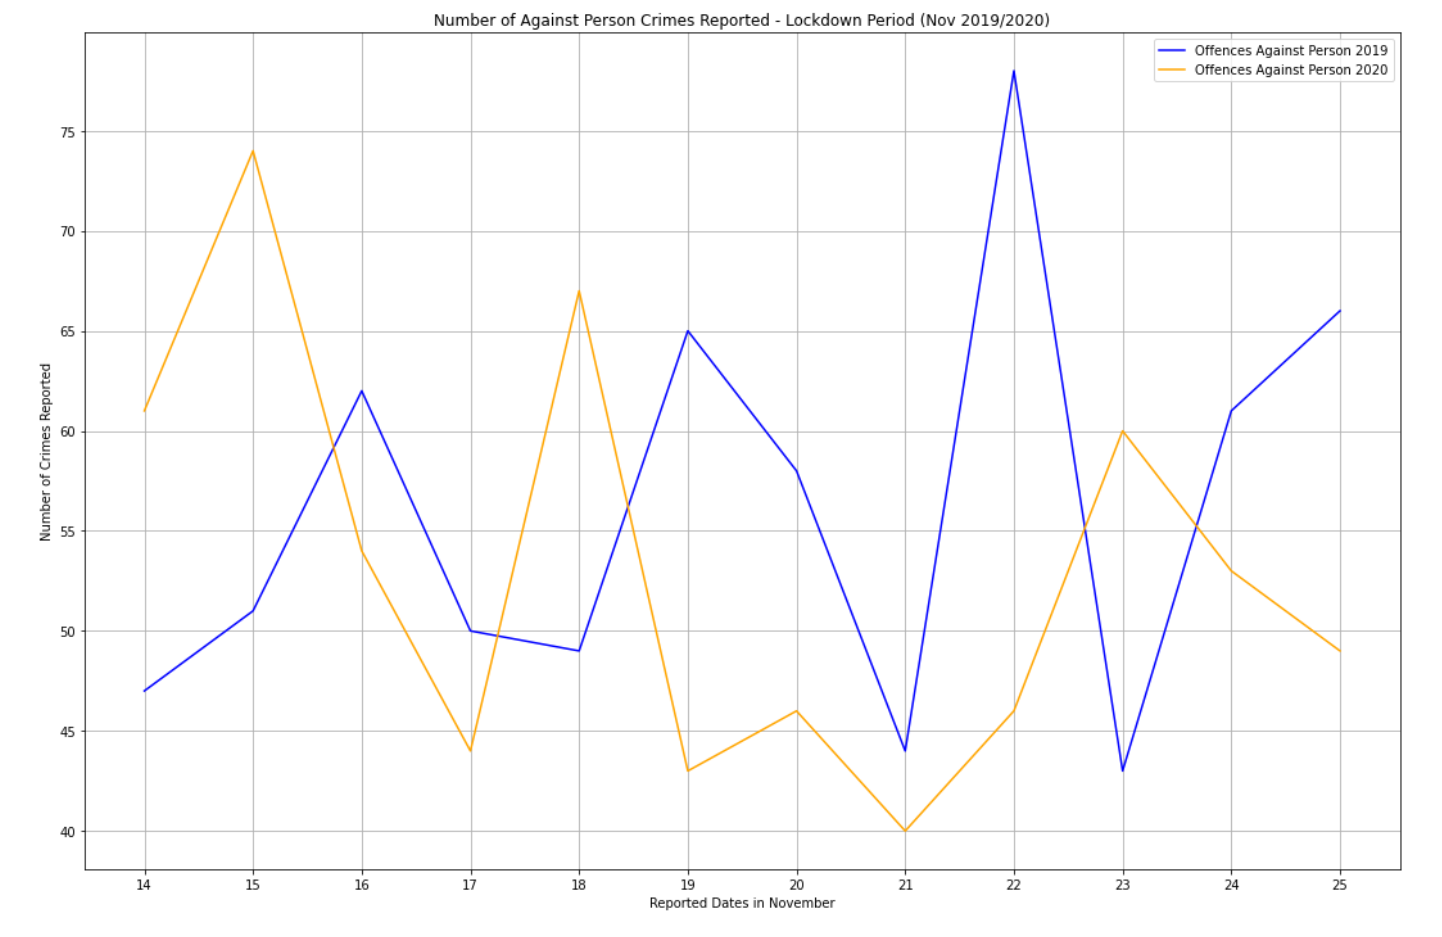 Number of Against Person Crimes Reported - Lockdown Period (Nov 2019/2020)
Offences Against Person 2019
Offences Against Person 2020
Number of Crimes Reported
75
70
65
60
55
50
45
40
14 15 16 17 18 19 20 21 22 23 24 25
Reported Dates in November